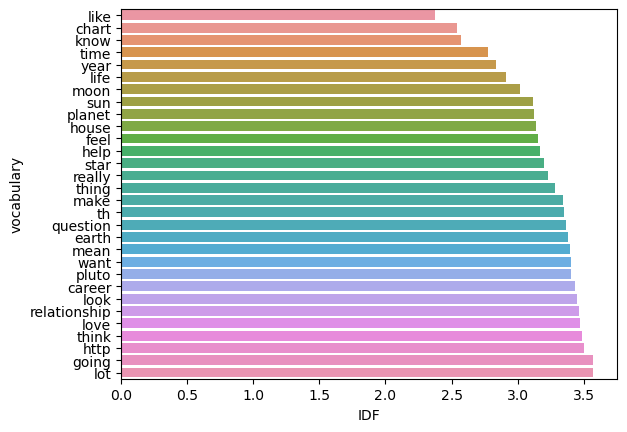 like
chart
know
time
year
life
moon
sun
planet
house
feel
help
star
really
thing
make
th
question
earth
mean
want
pluto
career
look
relationship
love
think
http
going
lot
vocabulary
0.0 0.5 1.0 1.5 2.0 2.5 3.0 3.5
IDF